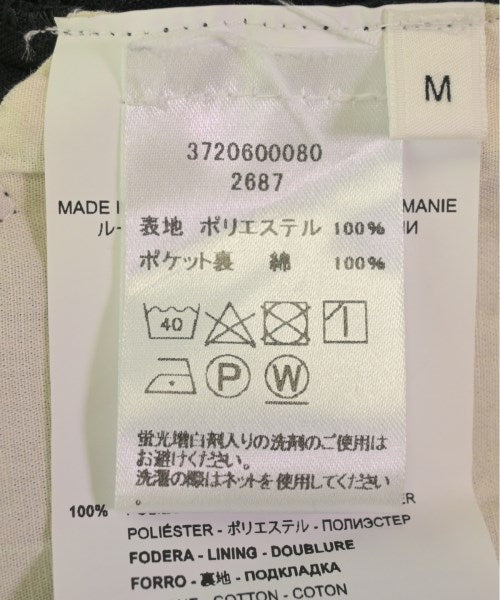 M
3720600080
2687
MADE MANIE
表地 ポリエステル 100%
ポケット裏 綿 100%
40
P W
蛍光増白剤入りの洗剤のご使用は
お避けください。
洗濯の際はネットを使用してください
。
100%
POLIÉSTER - ポリエステル - ПОЛИЭСТЕР
FODERA - LINING - DOUBLURE
FORRO - 裏地 - ПОДКЛАДКА
COTTON - COTON